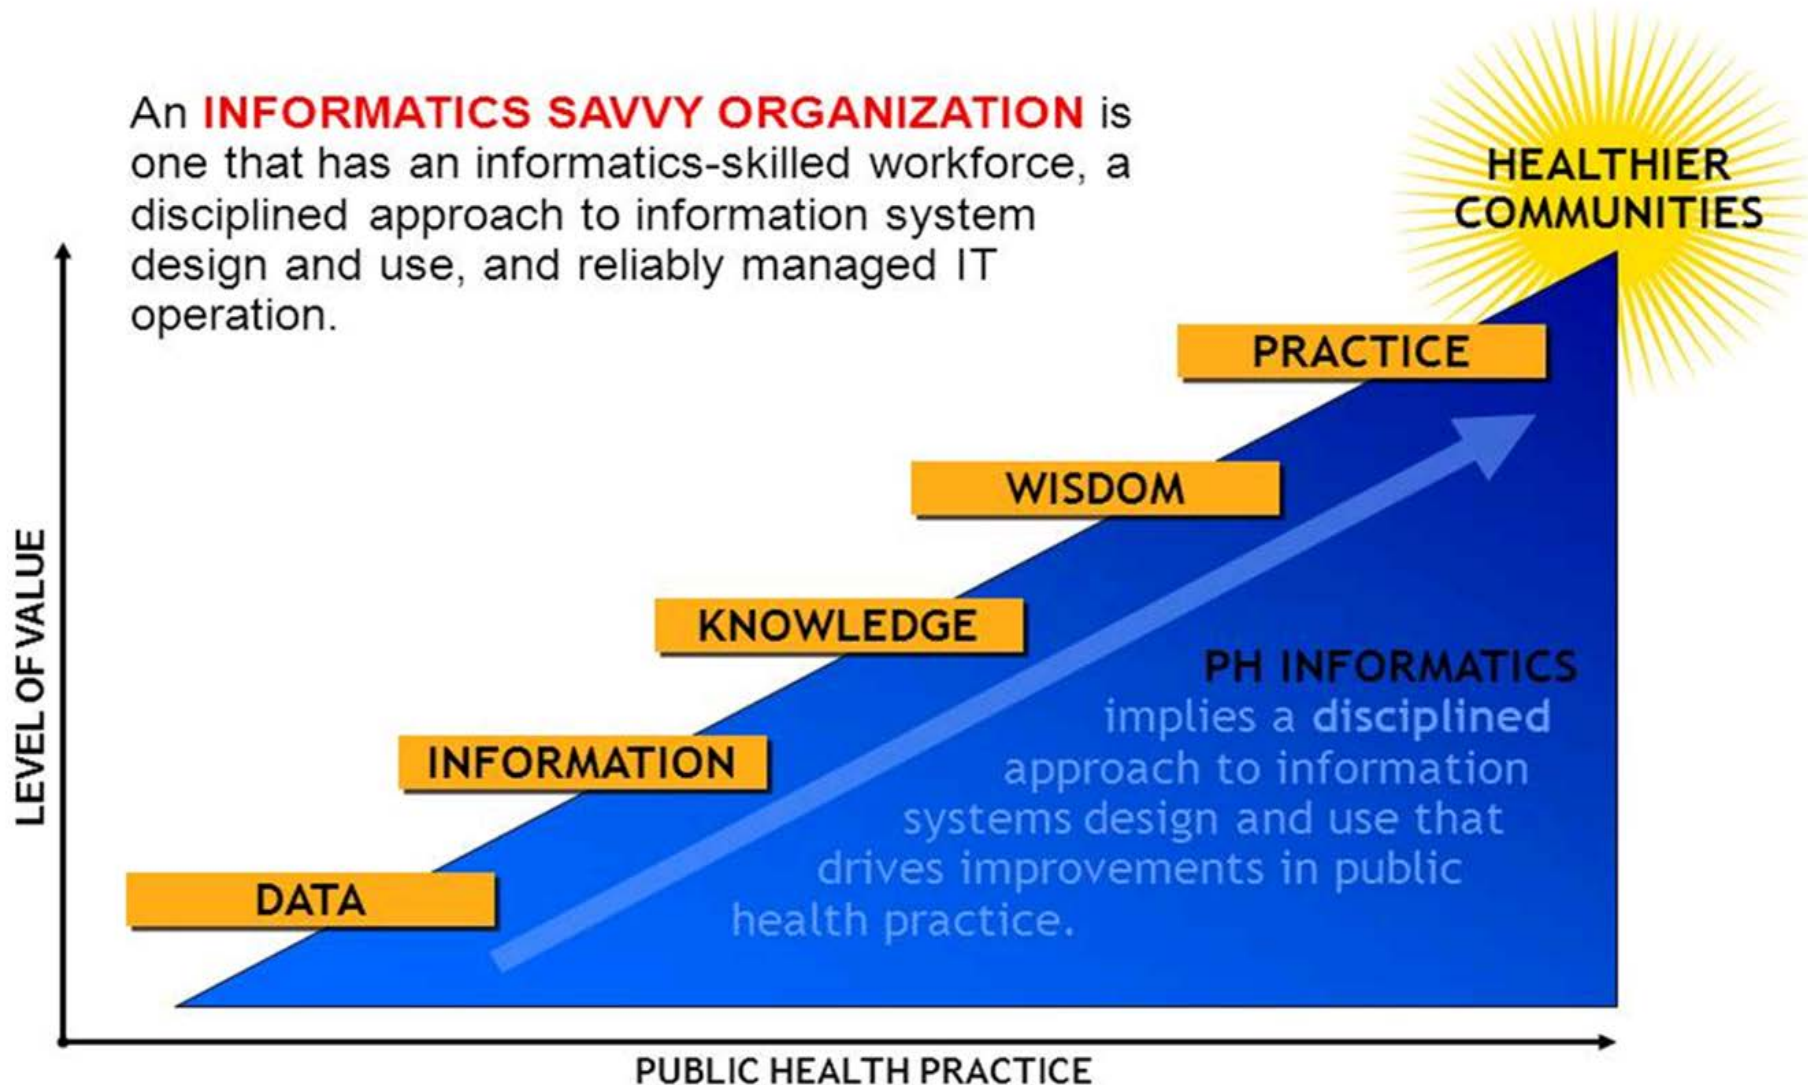 An INFORMATICS SAVVY ORGANIZATION is
one that has an informatics-skilled workforce, a
disciplined approach to information system
design and use, and reliably managed IT
operation.
HEALTHIER
COMMUNITIES
PRACTICE
WISDOM
KNOWLEDGE
INFORMATION
DATA
PH INFORMATICS
implies a disciplined
approach to information
systems design and use that
drives improvements in public
health practice.
LEVEL OF VALUE
PUBLIC HEALTH PRACTICE